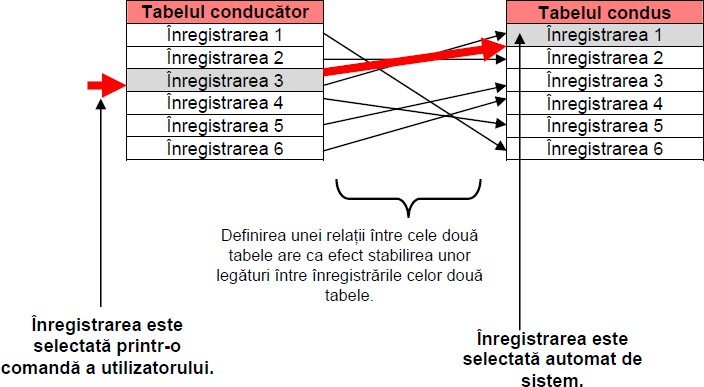 Tabelul conducător
Înregistrarea 1
Înregistrarea 2
Înregistrarea 3
Înregistrarea 4
Înregistrarea 5
Înregistrarea 6
Tabelul condus
Înregistrarea 1
Înregistrarea 2
Înregistrarea 3
Înregistrarea 4
Înregistrarea 5
Înregistrarea 6
Definirea unei relații între cele două
tabele are ca efect stabilirea unor
legături între înregistrările celor două
tabele.
Înregistrarea este
selectată printr-o
comandă a utilizatorului.
Înregistrarea este
selectată automat de
sistem.